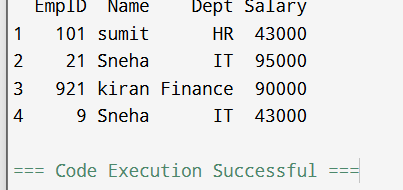 EmpID Name Dept Salary
1 101 sumit HR 43000
2 21 Sneha IT 95000
3 921 kiran Finance 90000
4 9 Sneha IT 43000
=== Code Execution Successful ===